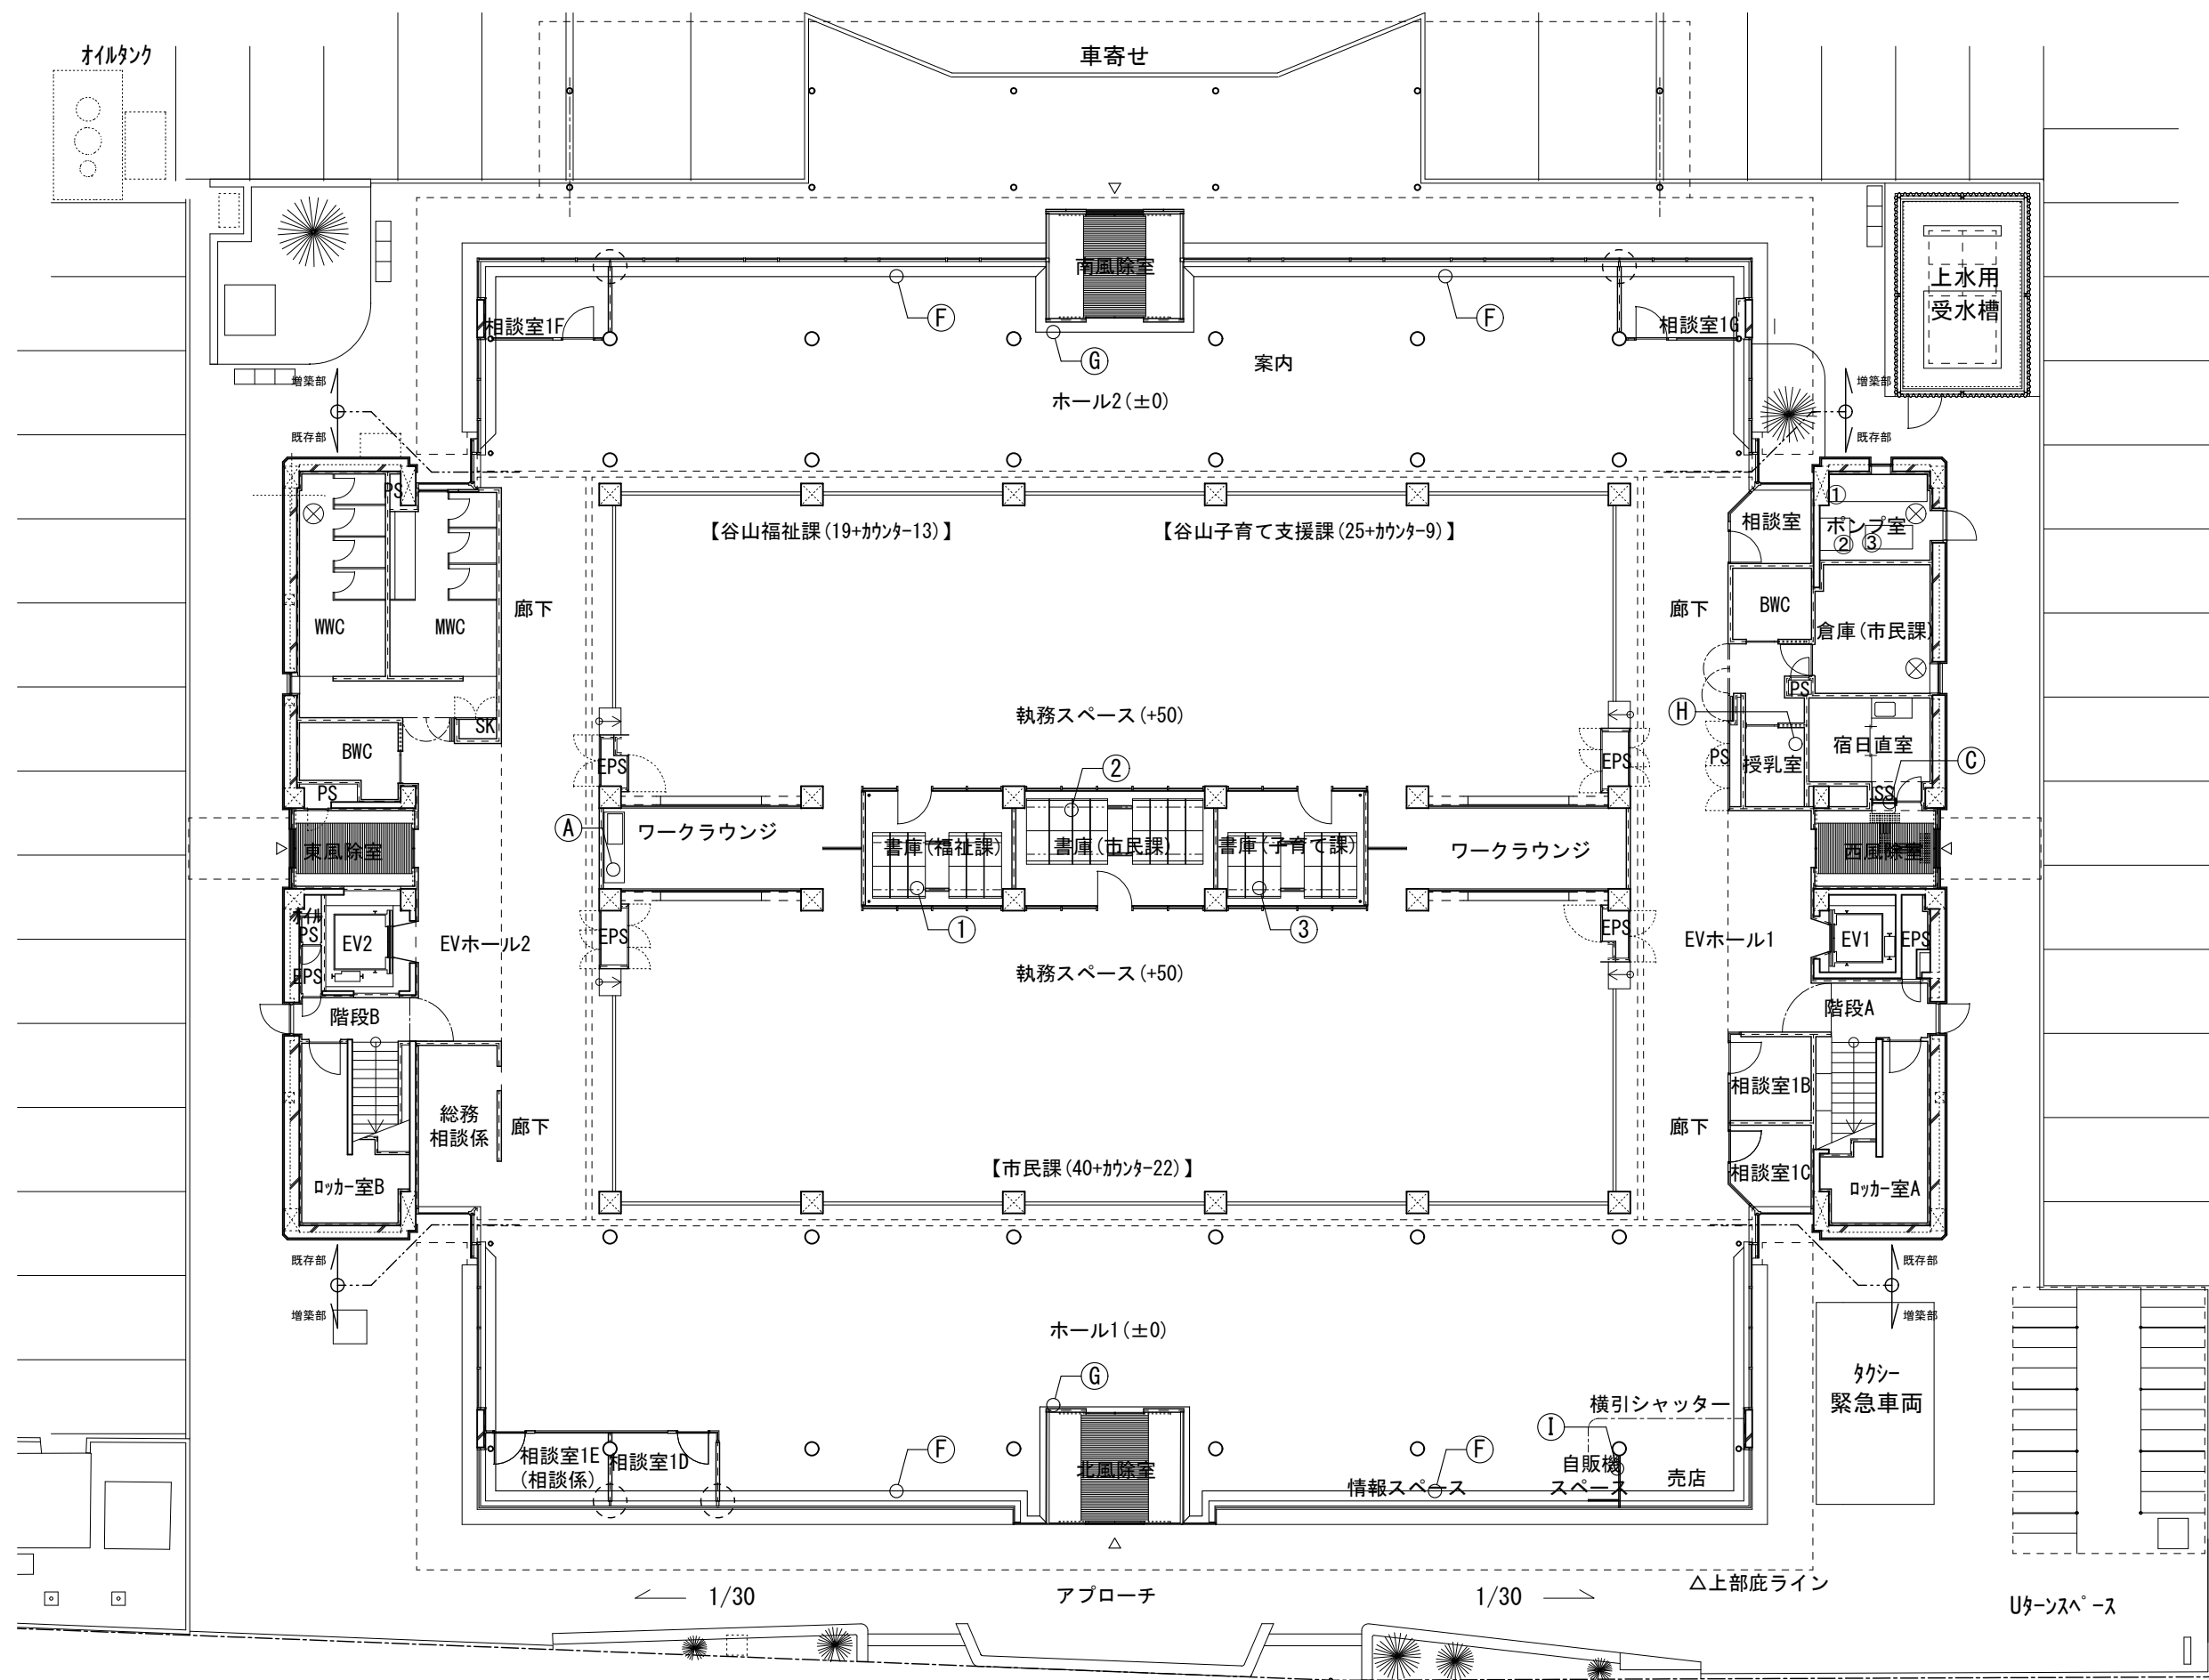 オイルタンク
車寄せ
南風除室
上水用
受水槽
相談室1F
Ⓕ
Ⓕ
相談室1G
Ⓖ
案内
増築部
既存部
ホール2(±0)
増築部
既存部
PS
【谷山福祉課(19+カウンター13)】
【谷山子育て支援課(25+カウンター9)】
相談室
①
ポンプ室
②
③
廊下
廊下
BWC
WWC
MWC
倉庫(市民課)
PS
SK
執務スペース(+50)
Ⓗ
BWC
EPS
EPS
PS
授乳室
宿日直室
Ⓒ
PS
②
SS
Ⓐ
ワークラウンジ
書庫(福祉課)
書庫(市民課)
書庫(子育て課)
ワークラウンジ
東風除室
西風除室
オイル
PS
EPS
EV2
EVホール2
EPS
①
③
EPS
EVホール1
EV1
EPS
執務スペース(+50)
階段B
階段A
総務
相談係
廊下
廊下
相談室1B
相談室1C
【市民課(40+カウンター22)】
ロッカー室B
ロッカー室A
既存部
増築部
既存部
増築部
ホール1(±0)
Ⓖ
タクシー
緊急車両
横引シャッター
Ⓘ
相談室1E
(相談係)
相談室1D
Ⓕ
北風除室
Ⓕ
情報スペース
自販機
スペース
売店
1/30
アプローチ
1/30
△上部庇ライン
Uターンスペース